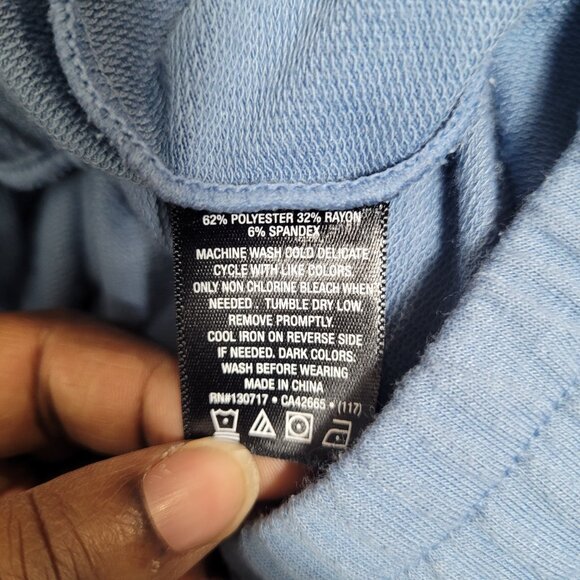 62% POLYESTER 32% RAYON
6% SPANDEX
MACHINE WASH COLD DELICATE
CYCLE WITH LIKE COLORS
ONLY NON CHLORINE BLEACH WHEN
NEEDED . TUMBLE DRY LOW
REMOVE PROMPTLY.
COOL IRON ON REVERSE SIDE
IF NEEDED. DARK COLORS:
WASH BEFORE WEARING
MADE IN CHINA
RN#130717 • CA42665 • (117)